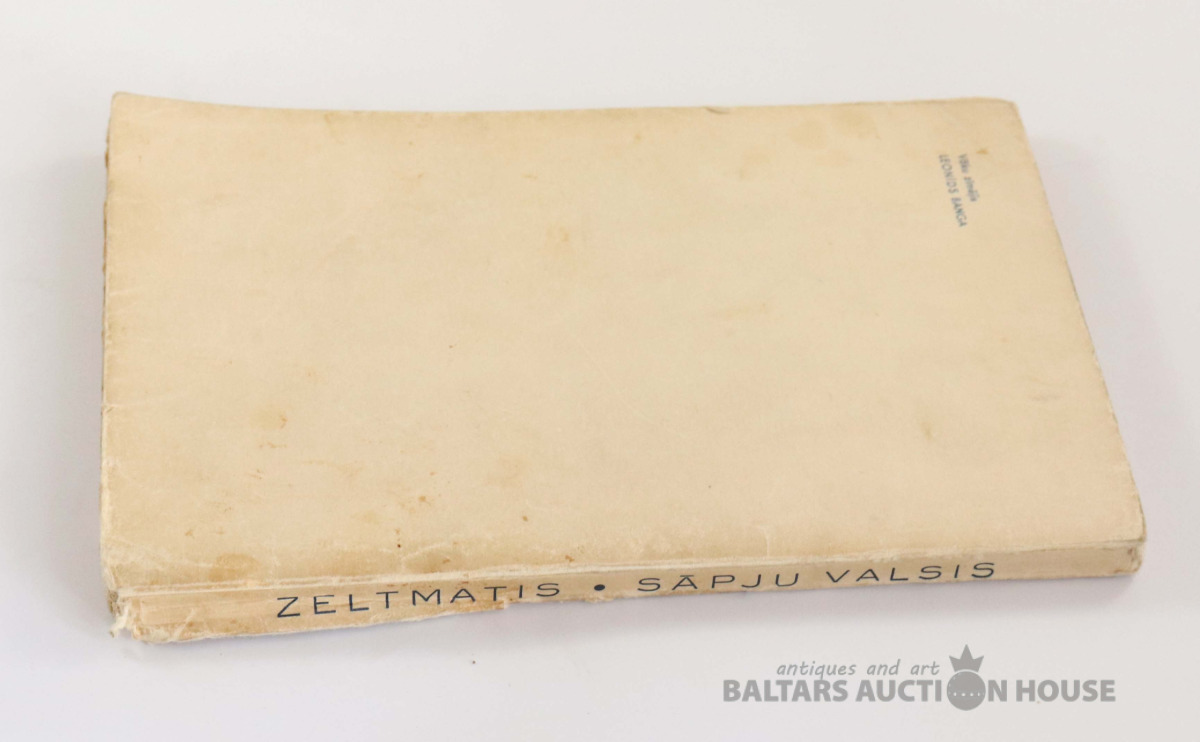 Vāku zīmējis
LEONĪDS BANGA
ZELTMATIS • SĀPJU VALSIS
antiques and art
BALTARS AUCTION HOUSE